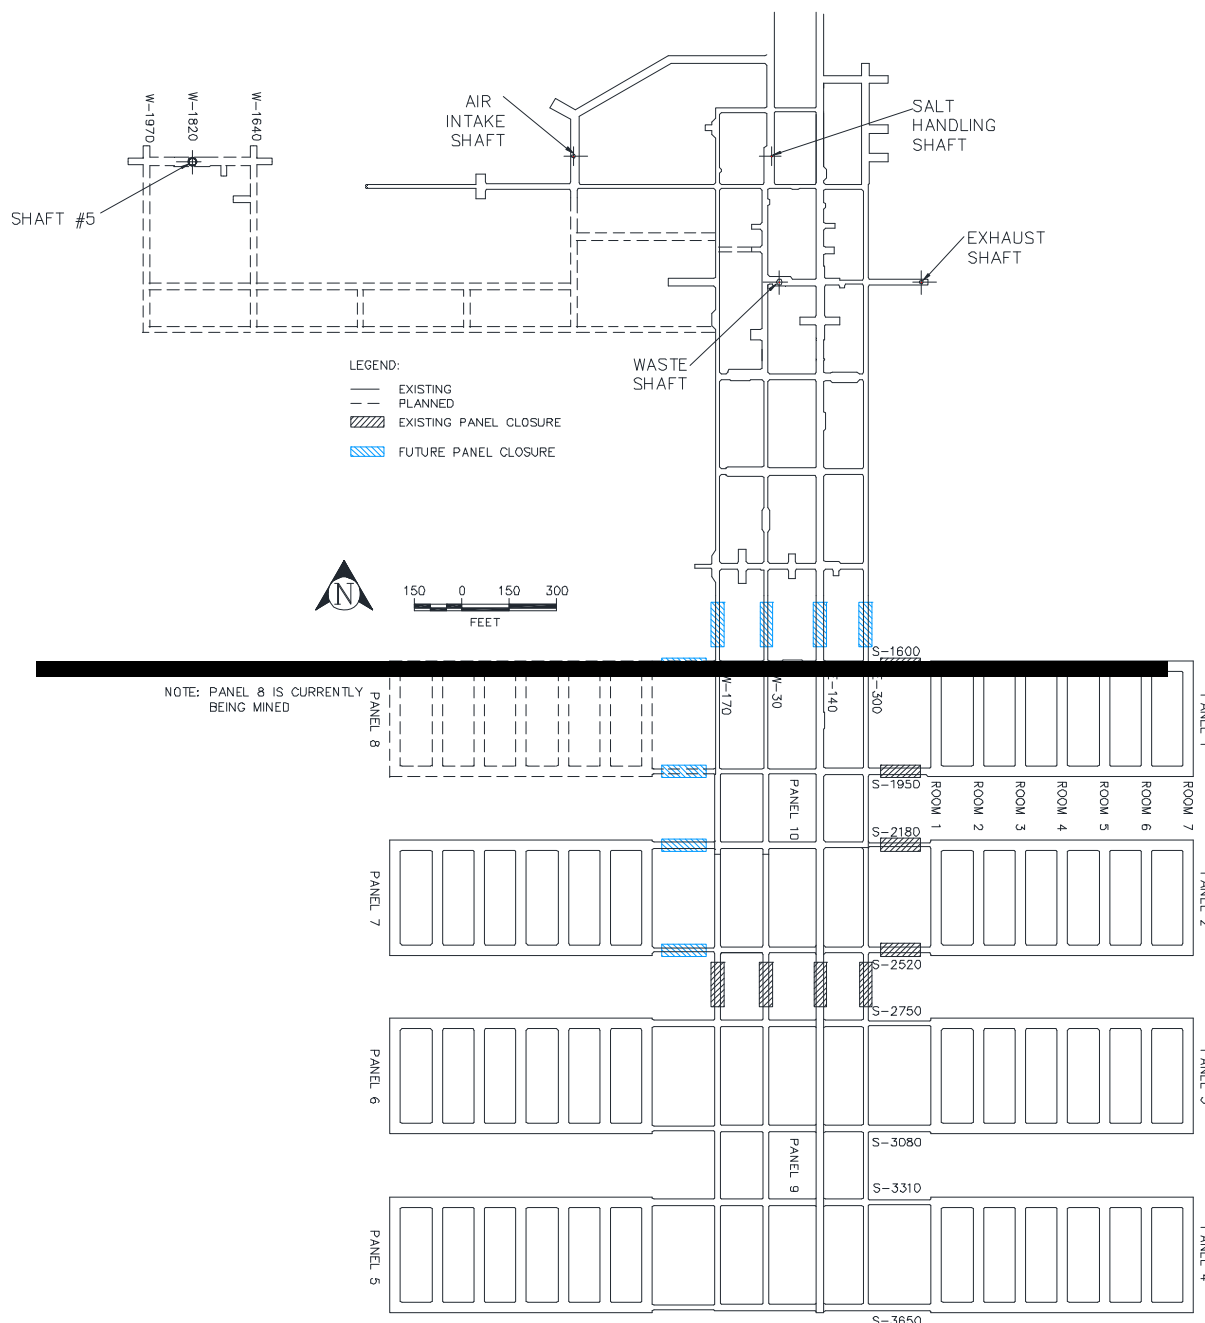 W-1970
W-1820
W-1640
AIR
INTAKE
SHAFT
SALT
HANDLING
SHAFT
SHAFT #5
EXHAUST
SHAFT
WASTE
SHAFT
LEGEND:
EXISTING
PLANNED
EXISTING PANEL CLOSURE
FUTURE PANEL CLOSURE
N
150 0 150 300
FEET
S-1600
NOTE: PANEL 8 IS CURRENTLY
BEING MINED
PANEL 8
W-170
W-30
-140
-300
S-1950
PANEL 10
ROOM 1
ROOM 2
ROOM 3
ROOM 4
ROOM 5
ROOM 6
ROOM 7
S-2180
PANEL 7
S-2520
S-2750
PANEL 6
S-3080
PANEL 9
S-3310
PANEL 5
PANEL 4
S-3650